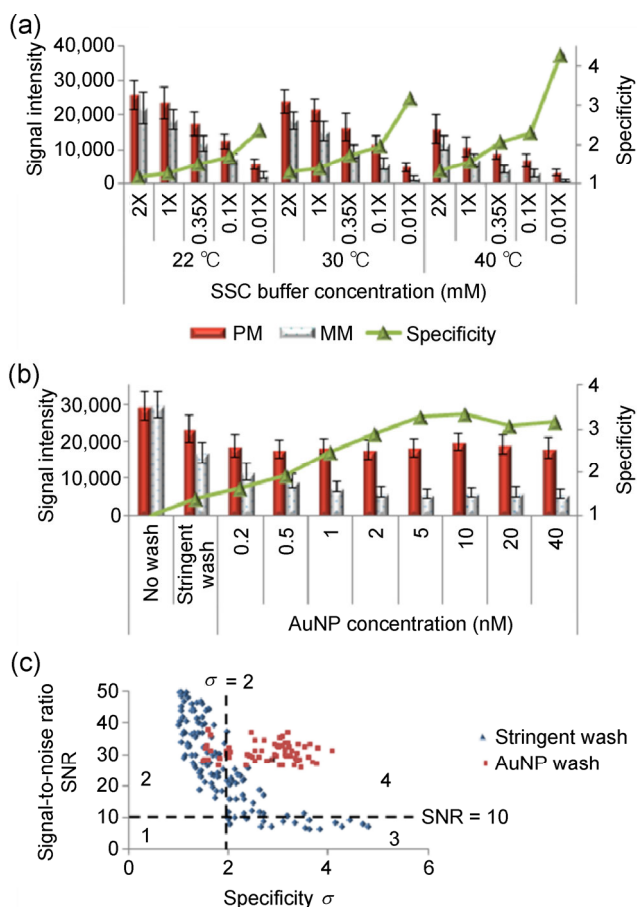 (a)
40,000
30,000
20,000
10,000
0
Signal intensity
4
3
2
1
Specificity
2X 1X 0.35X 0.1X 0.01X 2X 1X 0.35X 0.1X 0.01X 2X 1X 0.35X 0.1X 0.01X
22 ℃ 30 ℃ 40 ℃
SSC buffer concentration (mM)
PM MM Specificity
(b)
30,000
20,000
10,000
0
Signal intensity
4
3
2
1
Specificity
No wash Stringent wash 0.2 0.5 1 2 5 10 20 40
AuNP concentration (nM)
(c)
Signal-to-noise ratio
SNR
50
40
30
20
10
0
σ = 2
2
4
1
3
SNR = 10
Stringent wash
AuNP wash
0 2 4 6
Specificity σ